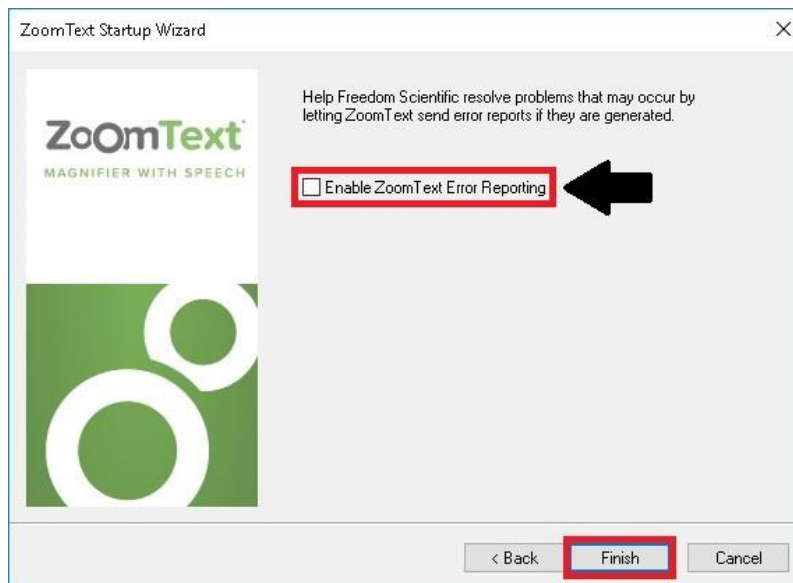 ZoomText Startup Wizard
ZoomText
MAGNIFIER WITH SPEECH
Help Freedom Scientific resolve problems that may occur by
letting ZoomText send error reports if they are generated.
Enable ZoomText Error Reporting
< Back
Finish
Cancel